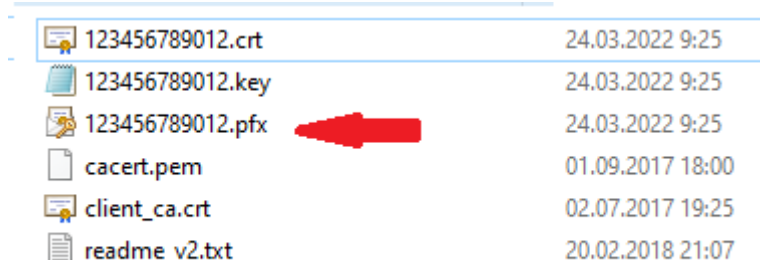 123456789012.crt 24.03.2022 9:25
123456789012.key 24.03.2022 9:25
123456789012.pfx 24.03.2022 9:25
cacert.pem 01.09.2017 18:00
client_ca.crt 02.07.2017 19:25
readme_v2.txt 20.02.2018 21:07